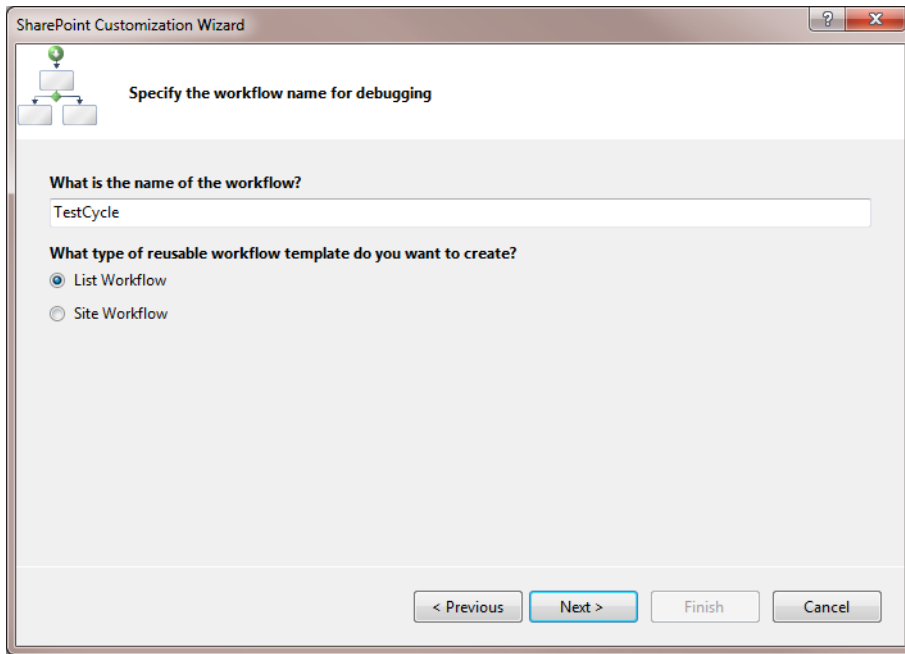 SharePoint Customization Wizard
?
X
Specify the workflow name for debugging
What is the name of the workflow?
TestCycle
What type of reusable workflow template do you want to create?
List Workflow
Site Workflow
< Previous
Next >
Finish
Cancel